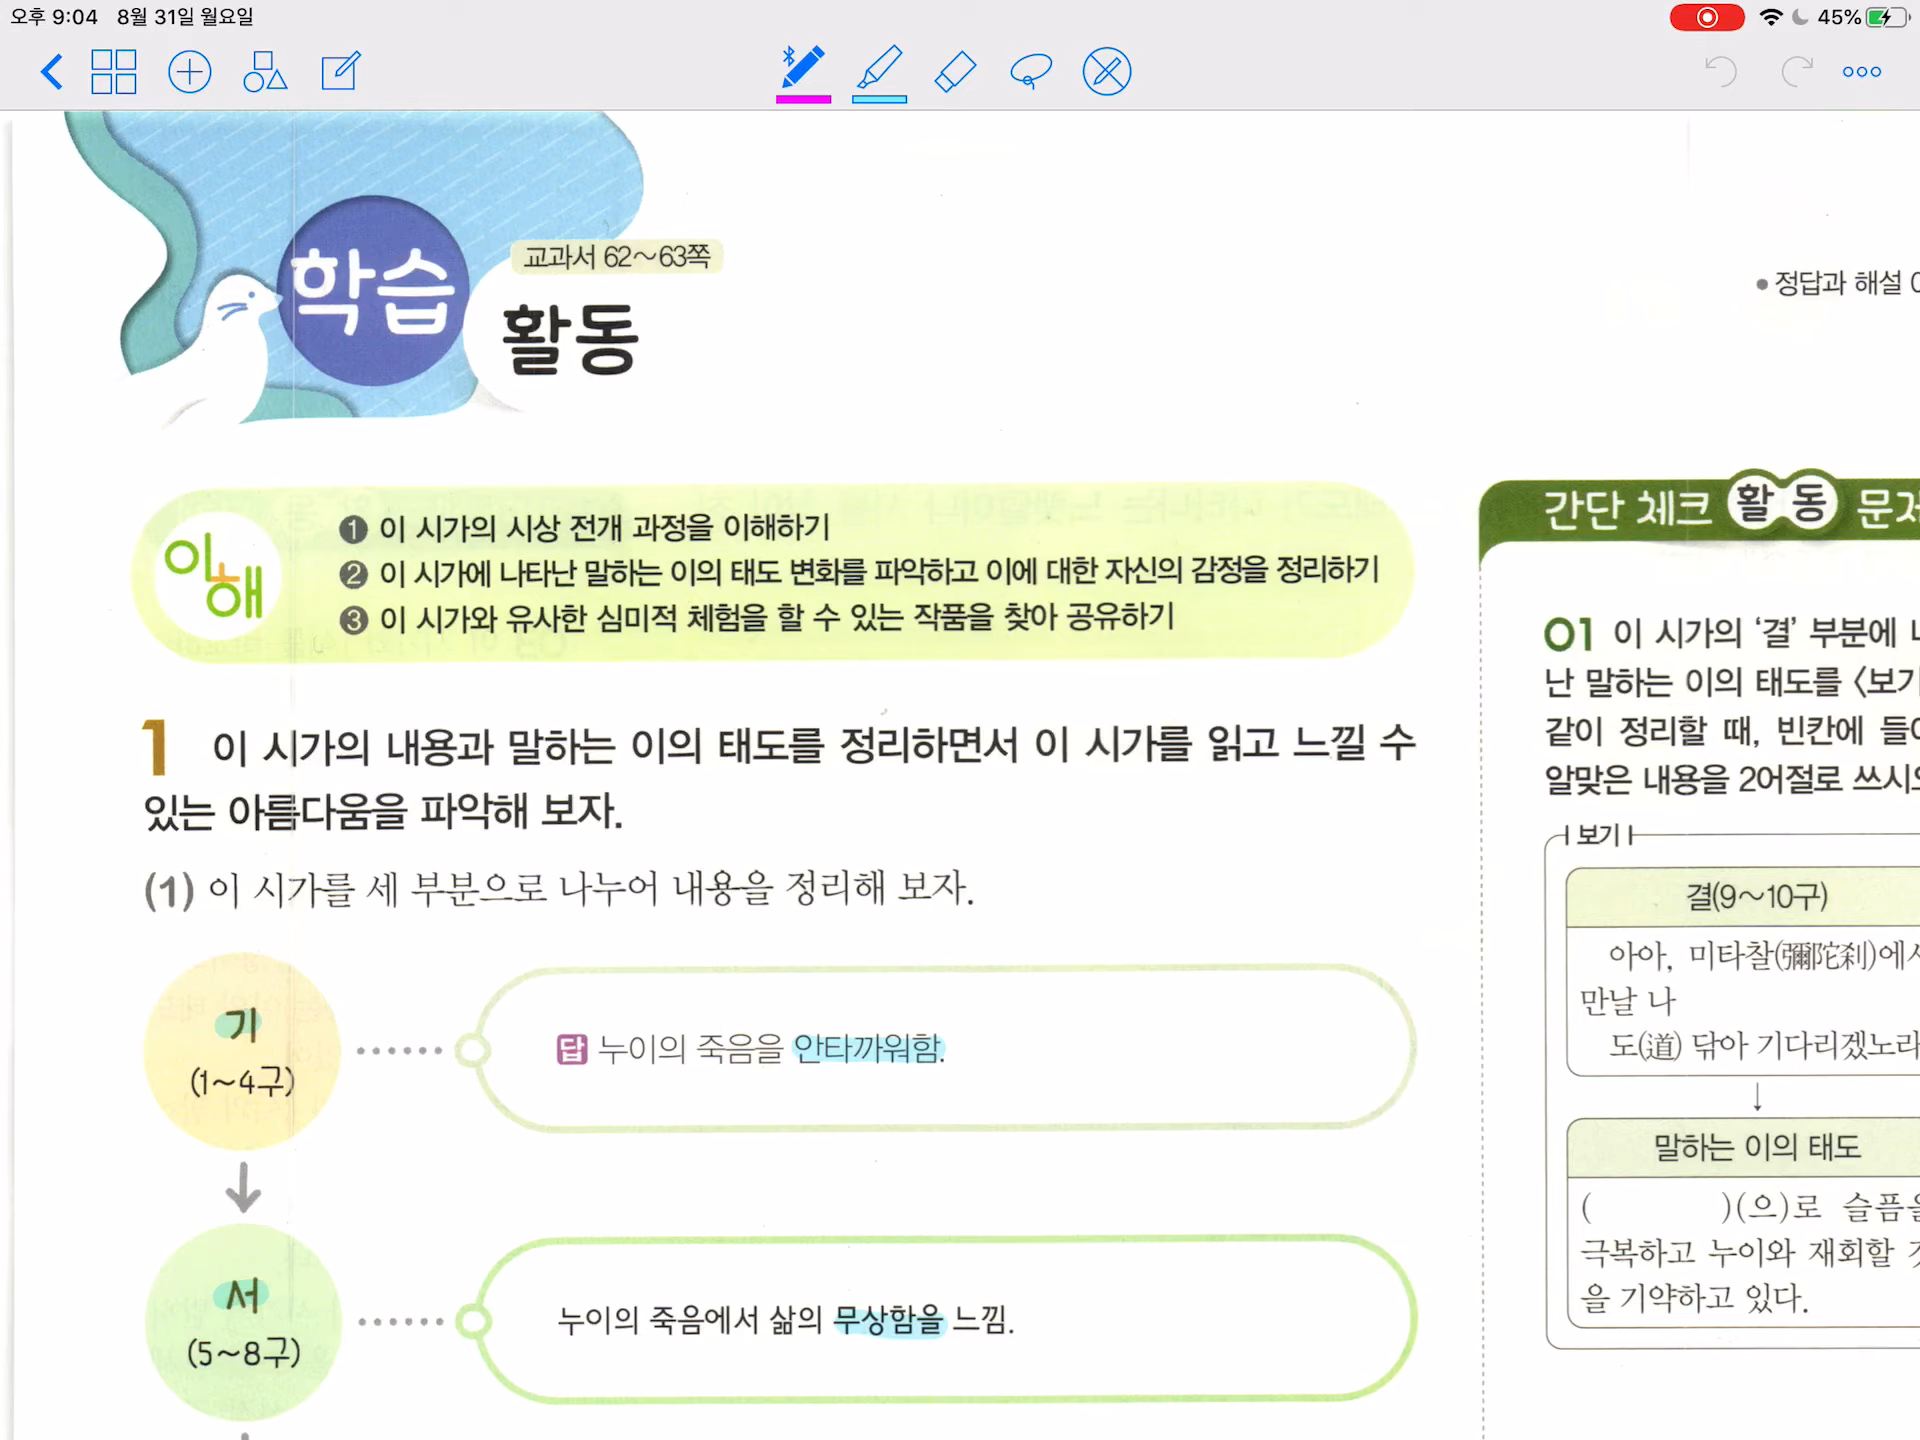 오후 9:04 8월 31일 월요일
45%
학습
교과서 62~63쪽
활동
• 정답과 해설
이해
❶ 이 시가의 시상 전개 과정을 이해하기
❷ 이 시가에 나타난 말하는 이의 태도 변화를 파악하고 이에 대한 자신의 감정을 정리하기
❸ 이 시가와 유사한 심미적 체험을 할 수 있는 작품을 찾아 공유하기
1 이 시가의 내용과 말하는 이의 태도를 정리하면서 이 시가를 읽고 느낄 수
있는 아름다움을 파악해 보자.
(1) 이 시가를 세 부분으로 나누어 내용을 정리해 보자.
기
(1~4구)
답 누이의 죽음을 안타까워함.
서
(5~8구)
누이의 죽음에서 삶의 무상함을 느낌.
간단 체크 활동 문제
01 이 시가의 '결' 부분에
난 말하는 이의 태도를 〈보기
같이 정리할 때, 빈칸에
알맞은 내용을 2어절로 쓰시오
보기
결(9~10구)
아아, 미타찰(彌陀刹)에서
만날 나
도(道) 닦아 기다리겠노라
↓
말하는 이의 태도
( )(으)로 슬픔을
극복하고 누이와 재회할
을 기약하고 있다.